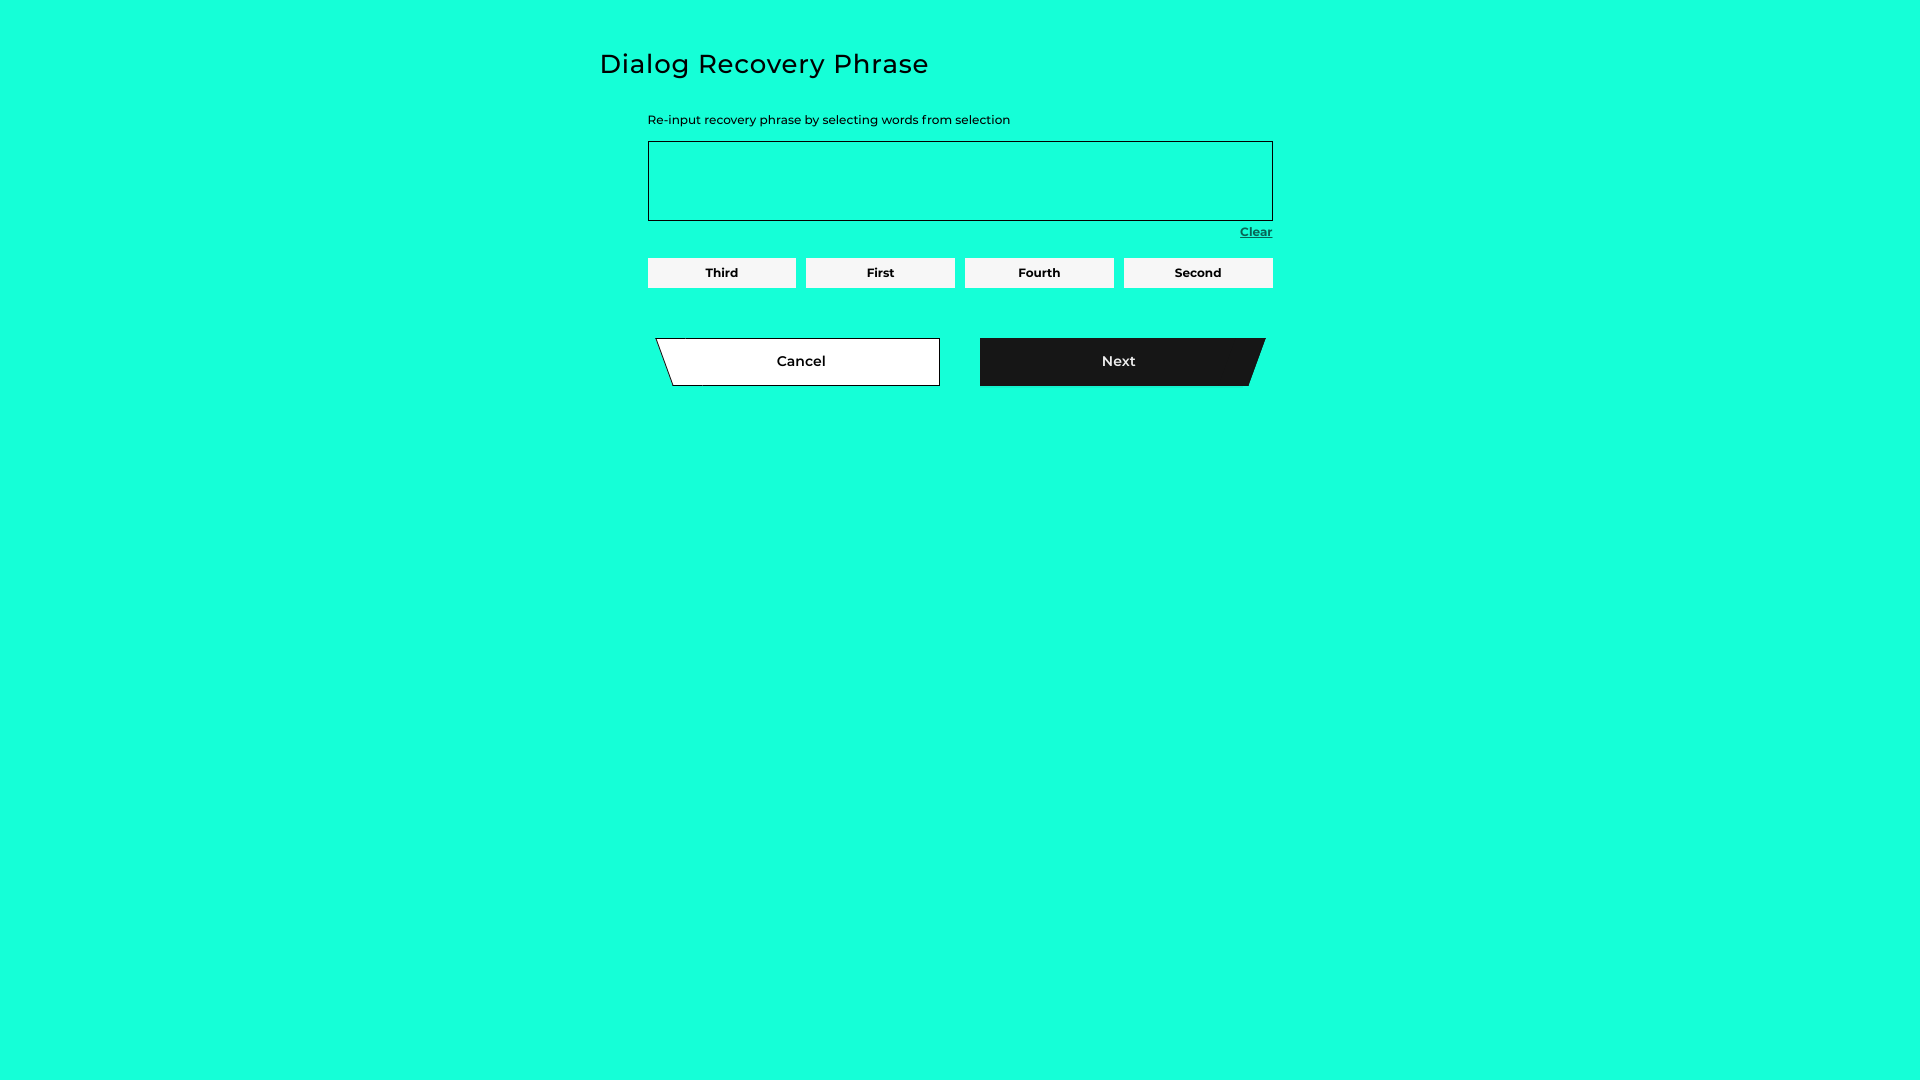 Dialog Recovery Phrase
Re-input recovery phrase by selecting words from selection
Clear
Third First Fourth Second
Cancel Next